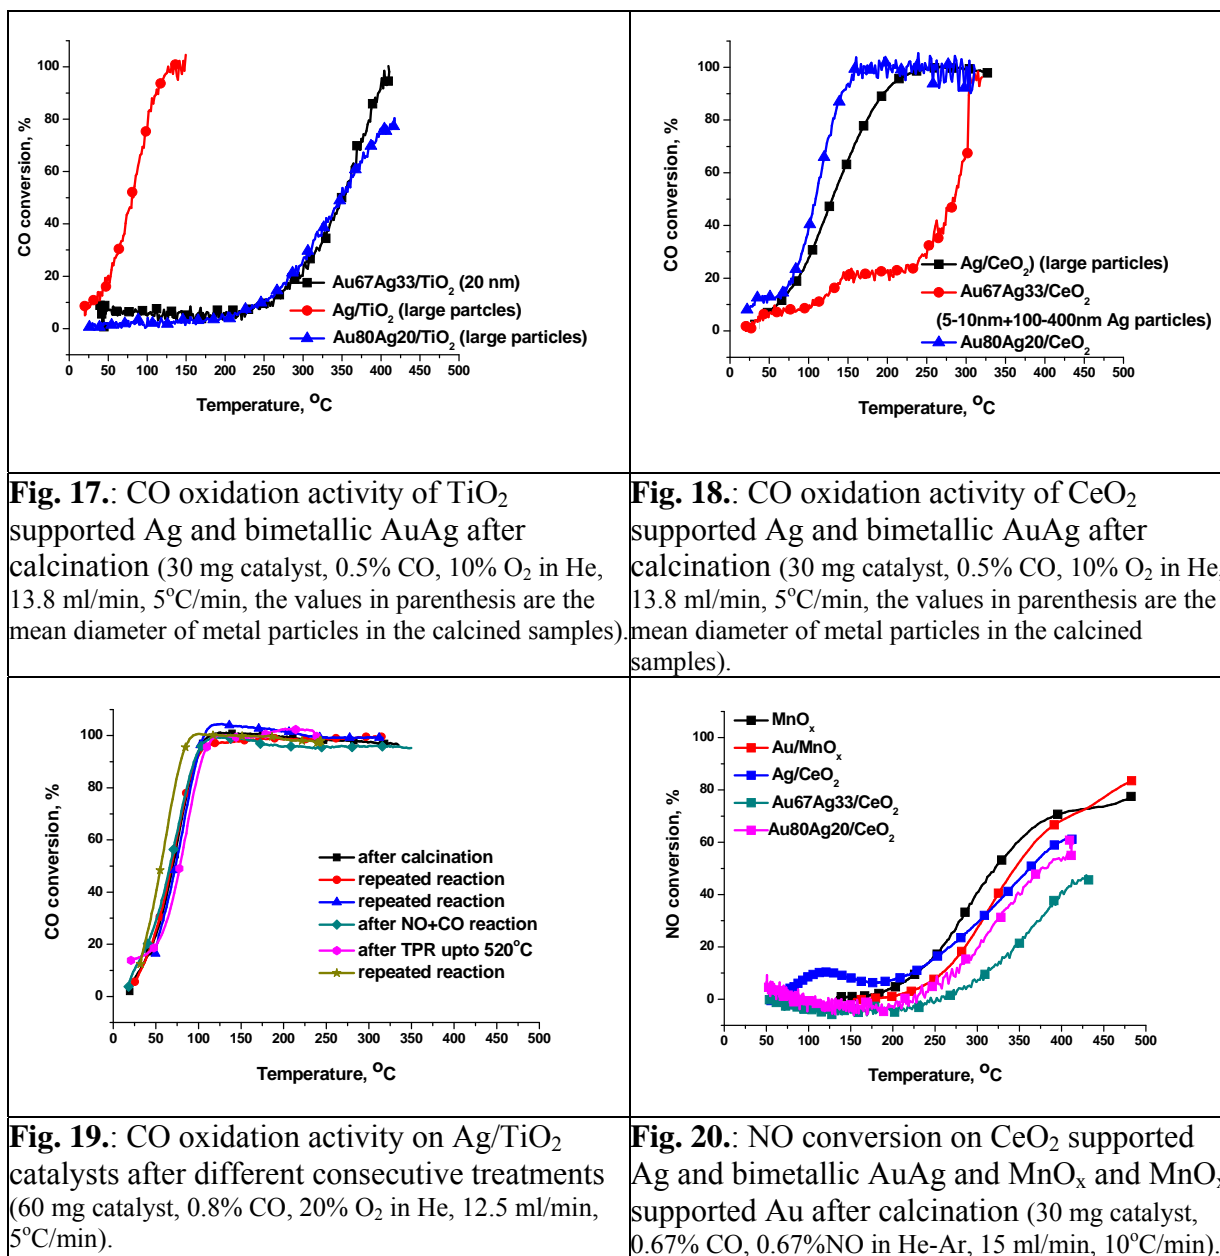 100
80
60
40
20
0
CO conversion, %
Au67Ag33/TiO₂ (20 nm)
Ag/TiO₂ (large partcles)
Au80Ag20/TiO₂ (large particles)
0 50 100 150 200 250 300 350 400 450 500
Temperature, °C
100
80
60
40
20
0
CO conversion, %
Ag/CeO₂) (large particles)
Au67Ag33/CeO₂
(5-10nm+100-400nm Ag particles)
Au80Ag20/CeO₂
0 50 100 150 200 250 300 350 400 450 500
Temperature, °C
Fig. 17.: CO oxidation activity of TiO₂
supported Ag and bimetallic AuAg after
calcination (30 mg catalyst, 0.5% CO, 10% O₂ in He,
13.8 ml/min, 5°C/min, the values in parenthesis are the
mean diameter of metal particles in the calcined samples).
Fig. 18.: CO oxidation activity of CeO₂
supported Ag and bimetallic AuAg after
calcination (30 mg catalyst, 0.5% CO, 10% O₂ in He,
13.8 ml/min, 5°C/min, the values in parenthesis are the
mean diameter of metal particles in the calcined
samples).
100
80
60
40
20
0
CO conversion, %
after calcination
repeated reaction
repeated reaction
after NO+CO reaction
after TPR upto 520°C
repeated reaction
0 50 100 150 200 250 300 350 400 450 500
Temperature, °C
MnOₓ
Au/MnOₓ
Ag/CeO₂
Au67Ag33/CeO₂
Au80Ag20/CeO₂
100
80
60
40
20
0
NO conversion, %
0 50 100 150 200 250 300 350 400 450 500
Temperature, °C
Fig. 19.: CO oxidation activity on Ag/TiO₂
catalysts after different consecutive treatments
(60 mg catalyst, 0.8% CO, 20% O₂ in He, 12.5 ml/min,
5°C/min).
Fig. 20.: NO conversion on CeO₂ supported
Ag and bimetallic AuAg and MnOₓ and MnOₓ
supported Au after calcination (30 mg catalyst,
0.67% CO, 0.67%NO in He-Ar, 15 ml/min, 10°C/min).